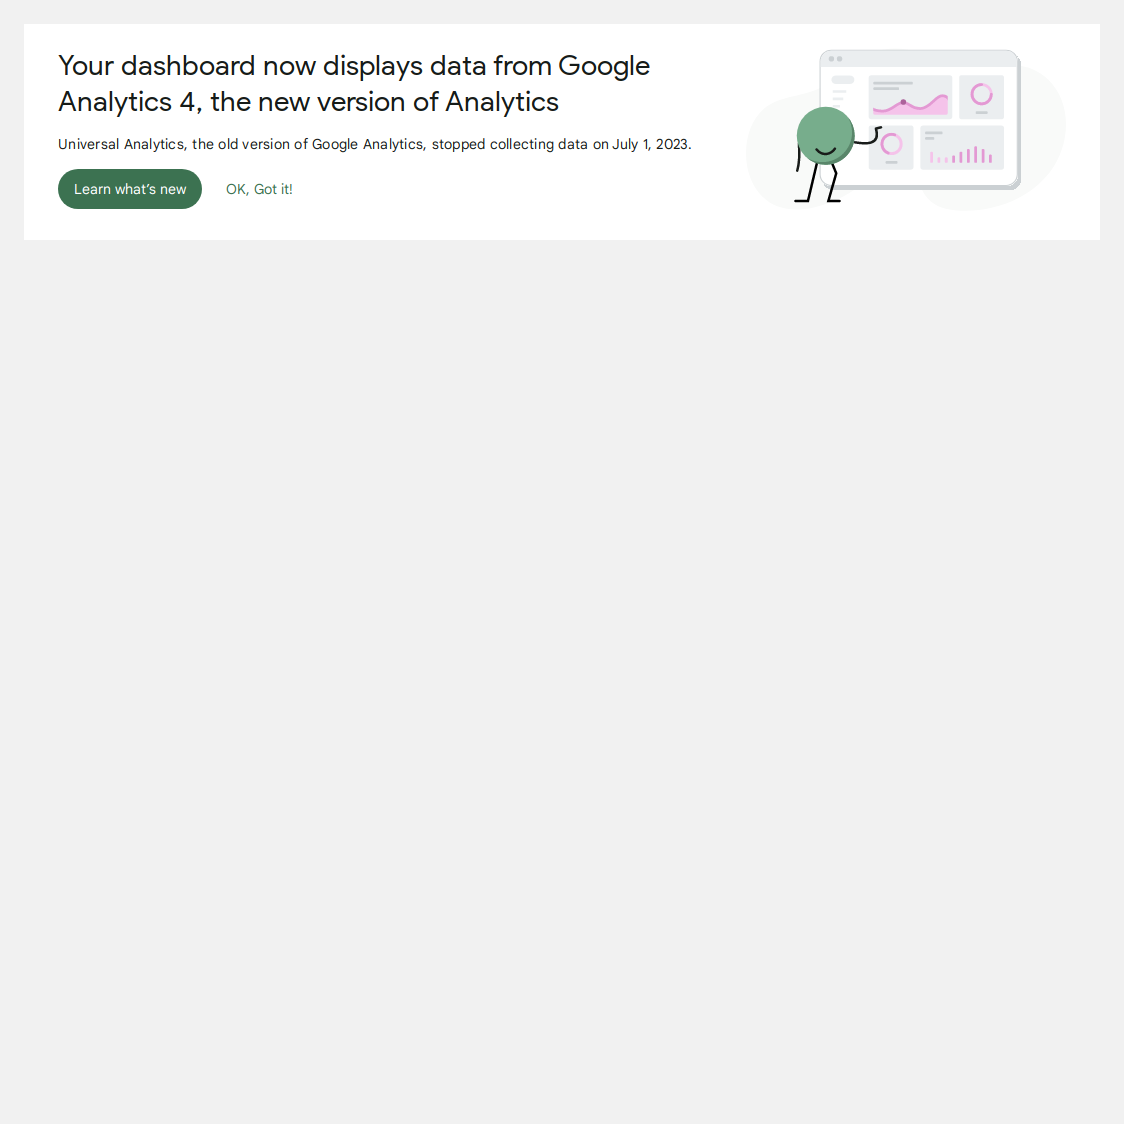 Your dashboard now displays data from Google
Analytics 4, the new version of Analytics
Universal Analytics, the old version of Google Analytics, stopped collecting data on July 1, 2023.
Learn what’s new
OK, Got it!